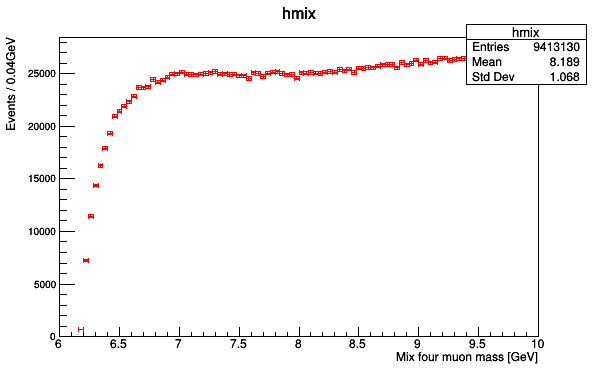 hmix
hmix
Entries 9413130
Mean 8.189
Std Dev 1.068
Events / 0.04GeV
25000
20000
15000
10000
5000
0
6 6.5 7 7.5 8 8.5 9 9.5 10
Mix four muon mass [GeV]